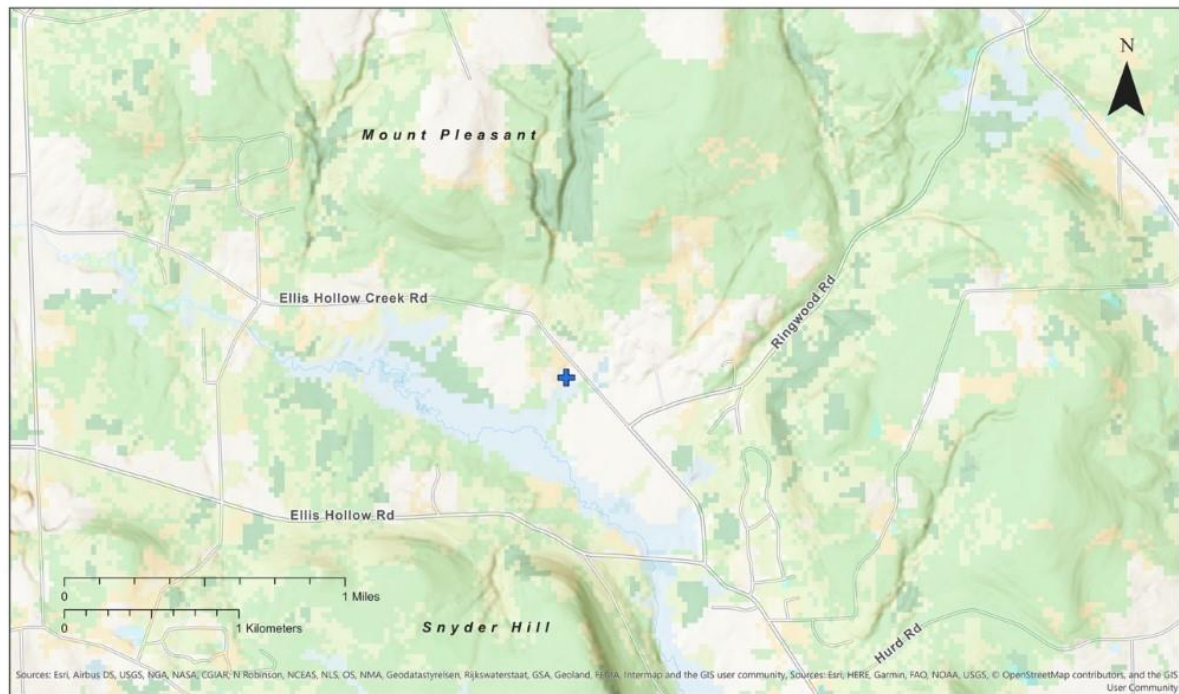 N
Mount Pleasant
Ellis Hollow Creek Rd
Ringwood Rd
Ellis Hollow Rd
0 1 Miles
0 1 Kilometers
Snyder Hill
Hurd Rd
Sources: Esri, Airbus DS, USGS, NGA, NASA, CGIAR, N Robinson, NCEAS, NLS, OS, NMA, Geodatastyrelsen, Rijkswaterstaat, GSA, Geoland, FEMA, Intermap and the GIS user community, Sources: Esri, HERE, Garmin, FAO, NOAA, USGS, © OpenStreetMap contributors, and the GIS
User Community